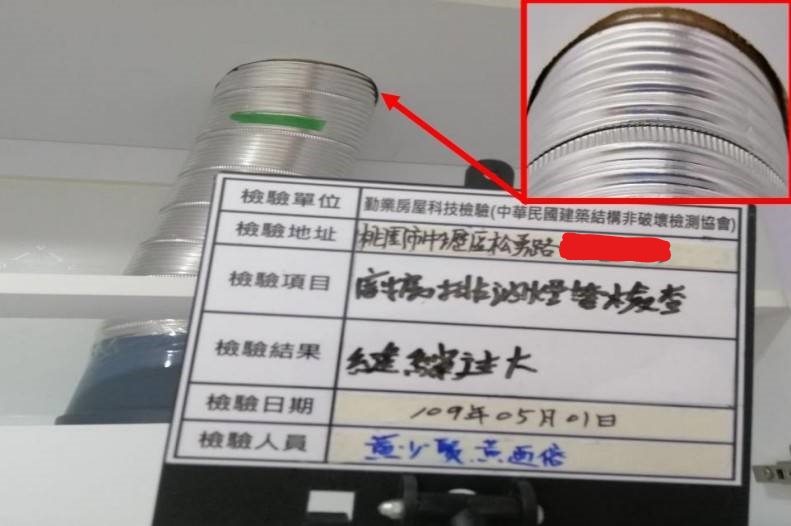 檢驗單位 勤業房屋科技檢驗(中華民國建築結構非破壞檢測協會)
檢驗地址 桃園市中壢區松勇路
檢驗項目 廚房排油煙管檢查
檢驗結果 縫隙過大
檢驗日期 109年05月01日
檢驗人員